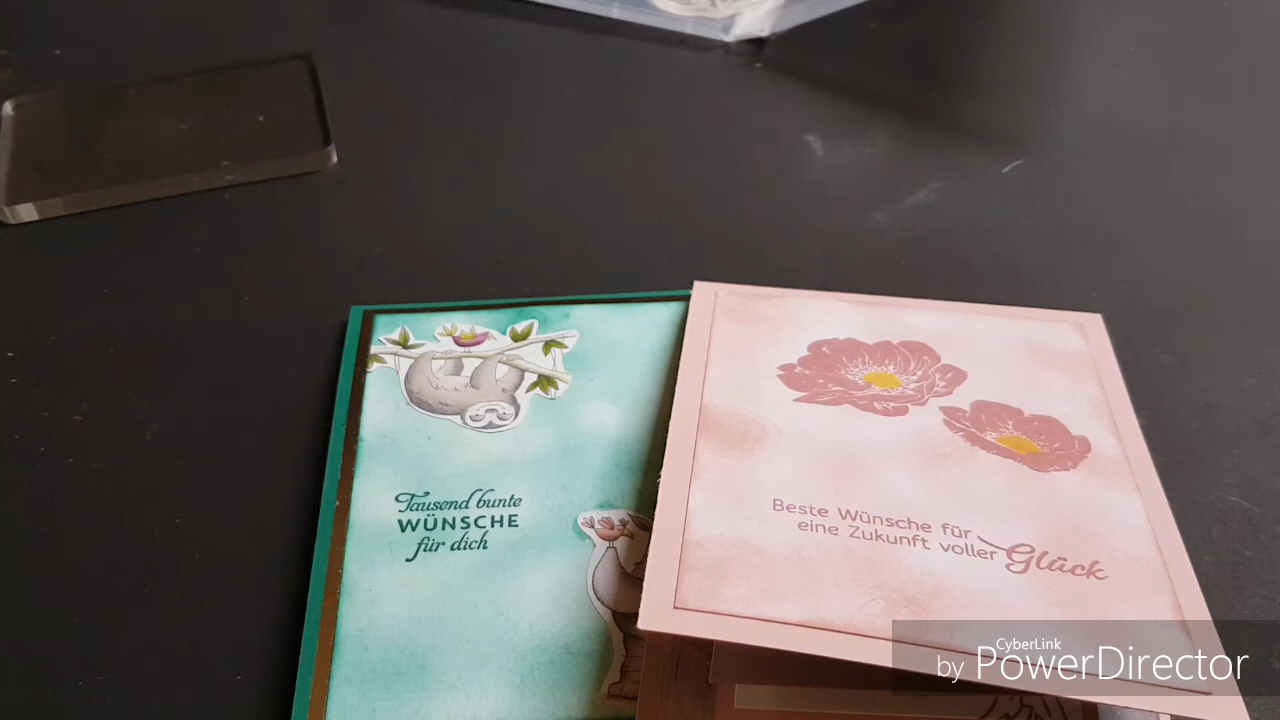 Tausend bunte
WÜNSCHE
für dich
Beste Wünsche für
eine Zukunft voller Glück
CyberLink
by PowerDirector